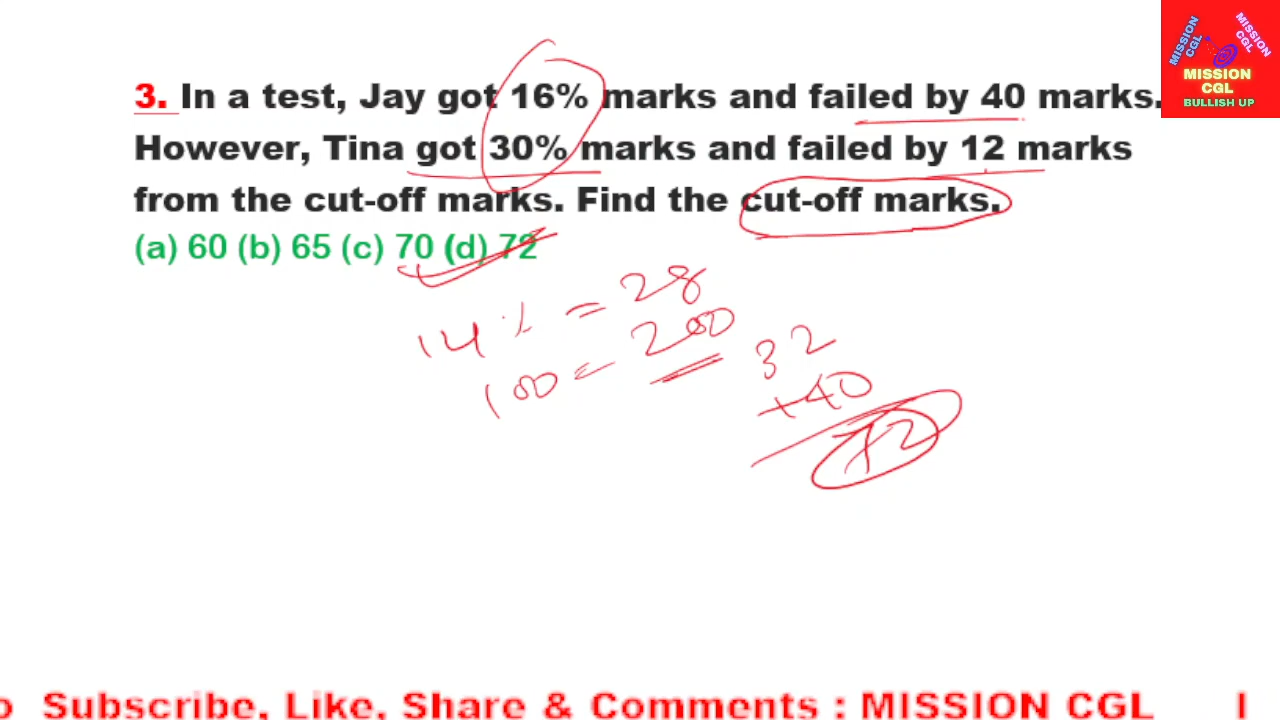 MISSION CGL
MISSION CGL
MISSION
CGL
BULLISH UP
3. In a test, Jay got 16% marks and failed by 40 marks.
However, Tina got 30% marks and failed by 12 marks
from the cut-off marks. Find the cut-off marks.
(a) 60 (b) 65 (c) 70 (d) 72
14% = 28
100 = 200
32
+40
72
o Subscribe, Like, Share & Comments : MISSION CGL I